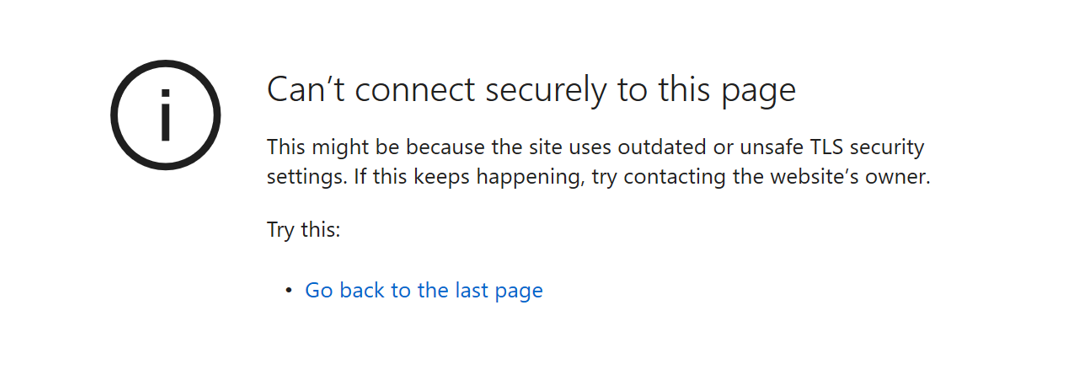 Can’t connect securely to this page
This might be because the site uses outdated or unsafe TLS security
settings. If this keeps happening, try contacting the website’s owner.
Try this:
• Go back to the last page